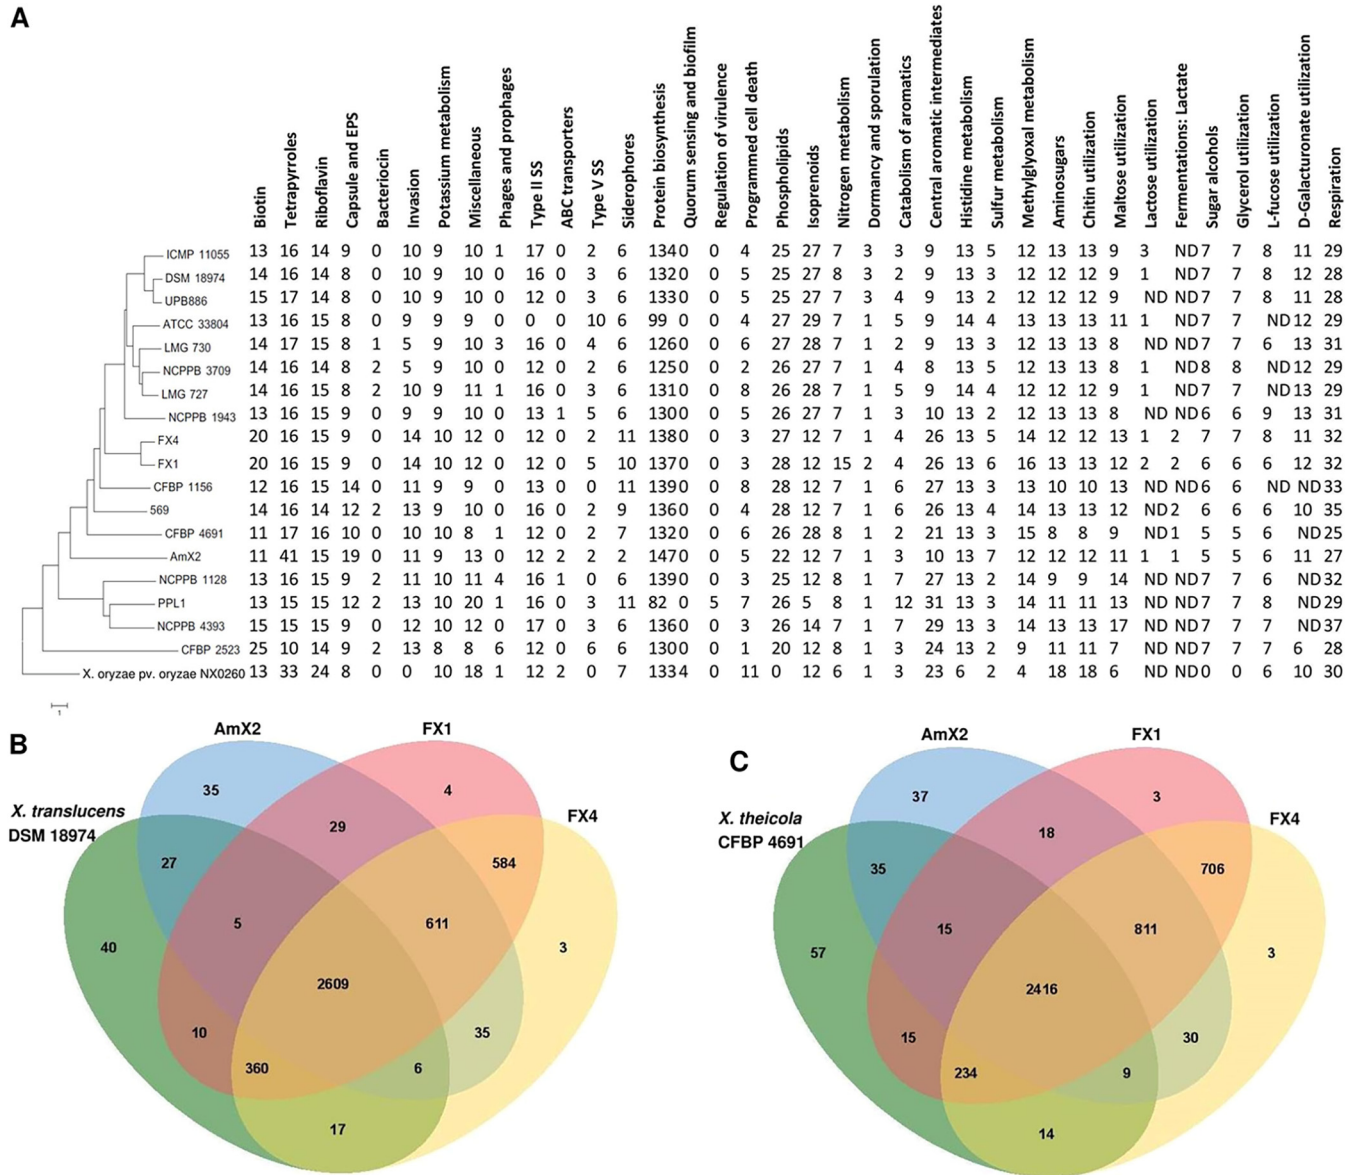 A
Biotin
Tetrapyroles
Riboflavin
Capsule and EPS
Bacteriocin
Invasion
Potassium metabolism
Miscellaneous
Phages and prophages
Type II SS
ABC transporters
Type V SS
Siderophores
Protein biosynthesis
Quorum sensing and biofilm
Regulation of virulence
Programmed cell death
Phospholipids
Isoprenoids
Nitrogen metabolism
Dormancy and sporulation
Catabolism of aromatics
Central aromatic intermediates
Histidine metabolism
Sulfur metabolism
Methylglyoxal metabolism
Aminosugars
Chitin utilization
Maltose utilization
Lactose utilization
Fermentations: Lactate
Sugar alcohols
Glycerol utilization
L-fucose utilization
D-Galacturonate utilization
Respiration
ICMP 11055 13 16 14 9 0 10 9 10 1 17 0 2 6 134 0 0 4 25 27 7 3 3 9 13 5 12 13 13 9 3 ND 7 7 8 11 29
DSM 18974 14 16 14 8 0 10 9 10 0 16 0 3 6 132 0 0 5 25 27 8 3 2 9 13 3 12 12 12 9 1 ND 7 7 8 12 28
UPB886 15 17 14 8 0 10 9 10 0 12 0 3 6 133 0 0 5 25 27 7 3 4 9 13 2 12 12 12 9 ND ND 7 7 8 11 28
ATCC 33804 13 16 15 8 0 9 9 9 0 0 0 10 6 99 0 0 4 27 29 7 1 5 9 14 4 13 13 13 11 1 ND 7 7 ND 12 29
LMG 730 14 17 15 8 1 5 9 10 3 16 0 4 6 126 0 0 6 27 28 7 1 2 9 13 3 12 13 13 8 ND ND 7 7 6 13 31
NCPPB 3709 14 16 14 8 2 5 9 10 0 12 0 2 6 125 0 0 2 26 27 7 1 4 8 13 5 12 13 13 8 1 ND 8 8 ND 12 29
LMG 727 14 16 15 8 2 10 9 11 1 16 0 3 6 131 0 0 8 26 28 7 1 5 9 14 4 12 13 13 9 1 ND 7 7 ND 13 29
NCPPB 1943 13 16 15 9 0 9 9 10 0 13 1 5 6 130 0 0 5 26 27 7 1 3 10 13 2 12 13 13 8 ND ND 6 6 9 13 31
FX4 20 16 15 9 0 14 10 12 0 12 0 2 11 138 0 0 3 27 12 7 1 4 26 13 5 14 12 12 13 1 2 7 7 8 11 32
FX1 20 16 15 9 0 14 10 12 0 12 0 5 10 137 0 0 3 28 12 15 2 4 26 13 6 16 13 13 12 2 2 6 6 6 12 32
CFBP 1156 12 16 15 14 0 11 9 9 0 13 0 0 11 139 0 0 8 28 12 7 1 6 27 13 3 13 10 10 13 ND ND 6 6 ND ND 33
569 14 16 14 12 2 13 9 10 0 16 0 2 9 136 0 0 4 28 12 7 1 6 26 13 4 14 13 13 12 ND 2 6 6 6 10 35
CFBP 4691 11 17 16 10 0 10 10 8 1 12 0 2 7 132 0 0 6 26 28 8 1 2 21 13 3 15 8 8 9 ND 1 5 5 6 ND 25
AmX2 11 41 15 19 0 11 9 13 0 12 2 2 2 147 0 0 5 22 12 7 1 3 10 13 7 12 12 12 11 1 1 5 5 6 11 27
NCPPB 1128 13 16 15 9 2 11 10 11 4 16 1 0 6 139 0 0 3 25 12 8 1 7 27 13 2 14 9 9 14 ND ND 7 7 6 ND 32
PPL1 13 15 15 12 2 13 10 20 1 16 0 3 11 82 0 5 7 26 5 8 1 12 31 13 3 14 11 11 13 ND ND 7 7 8 ND 29
NCPPB 4393 15 15 15 9 0 12 10 12 0 17 0 3 6 136 0 0 3 26 14 7 1 7 29 13 3 14 13 13 17 ND ND 7 7 7 ND 37
CFBP 2523 25 10 14 9 2 13 8 8 6 12 0 6 6 130 0 0 1 20 12 8 1 3 24 13 2 9 11 11 7 ND ND 7 7 7 6 28
X. oryzae pv. oryzae NX0260 13 33 24 8 0 0 10 18 1 12 2 0 7 133 4 0 11 0 12 6 1 3 23 6 2 4 18 18 6 ND ND 0 0 6 10 30
1
B
AmX2
FX1
X. translucens
DSM 18974
FX4
35
4
29
27
584
5
611
40
3
2609
10
35
360
6
17
C
AmX2
FX1
X. theicola
CFBP 4691
FX4
37
3
18
35
706
15
811
57
3
2416
15
30
234
9
14